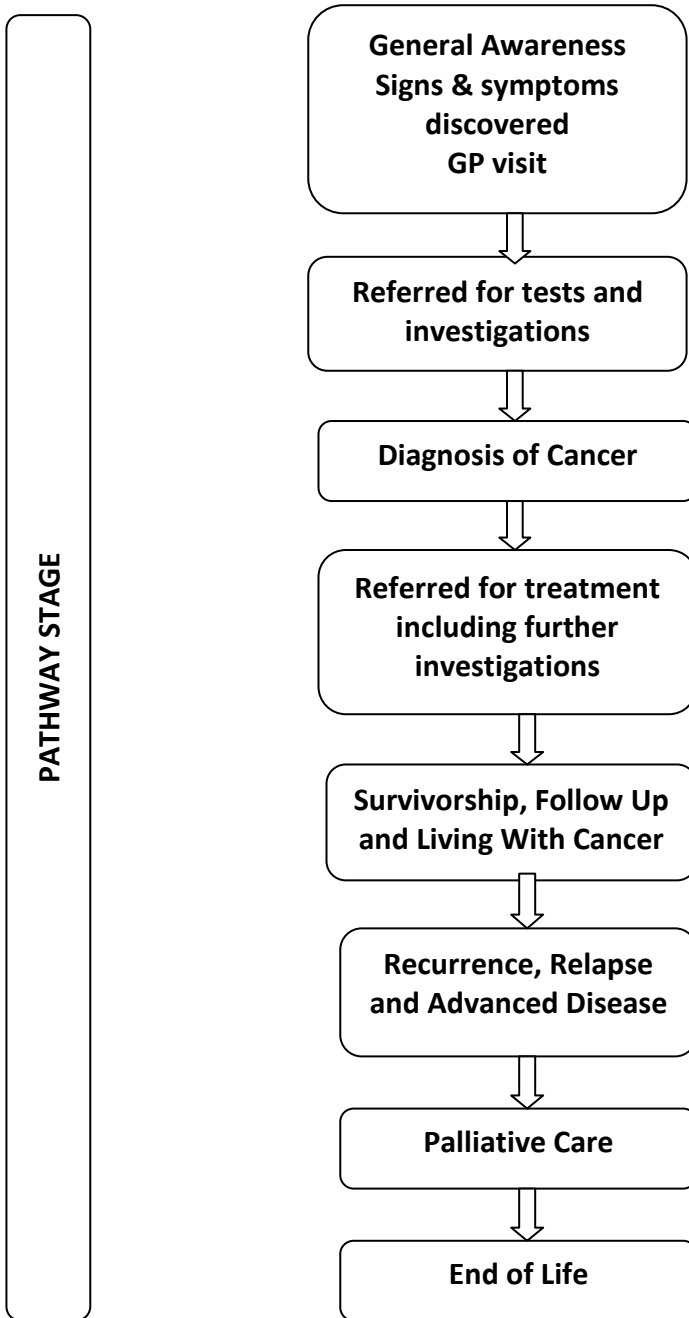 PATHWAY STAGE
General Awareness
Signs & symptoms
discovered
GP visit
Referred for tests and
investigations
Diagnosis of Cancer
Referred for treatment
including further
investigations
Survivorship, Follow Up
and Living With Cancer
Recurrence, Relapse
and Advanced Disease
Palliative Care
End of Life